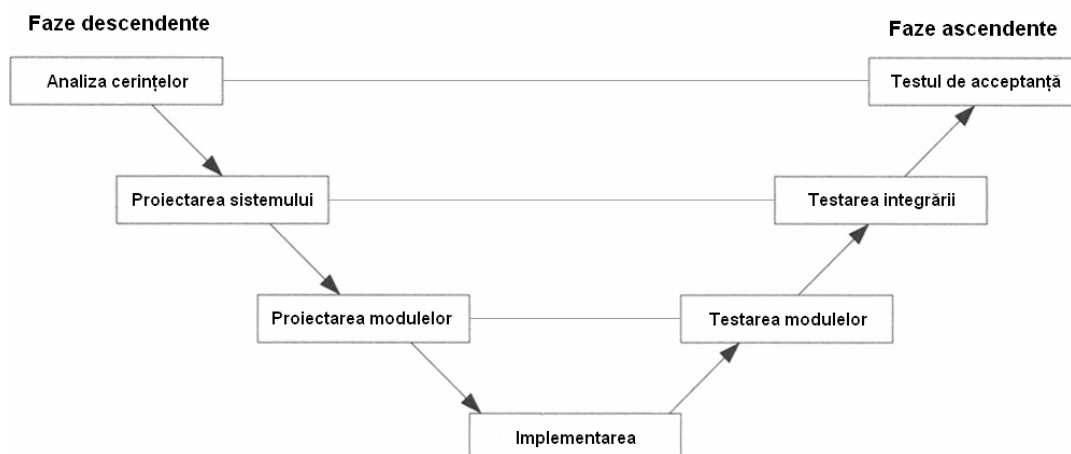 Faze descendente
Faze ascendente
Analiza cerințelor
Testul de acceptanță
Proiectarea sistemului
Testarea integrării
Proiectarea modulelor
Testarea modulelor
Implementarea